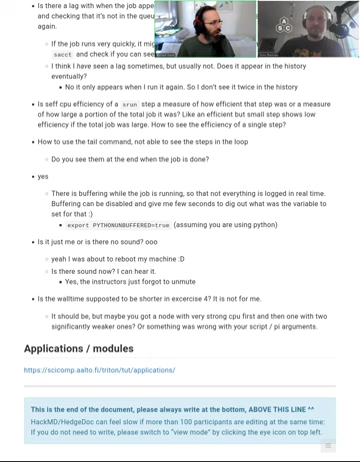 Is there a lag with when the job appe
and checking that it's not in the que
again.
If the job runs very quickly, it mig
sacct and check if you can see
I think I have seen a lag sometimes, but usually not. Does it appear in the history
eventually?
No it only appears when I run it again. So I don't see it twice in the history
Is seff cpu efficiency of a srun step a measure of how efficient that step was or a measure
of how large a portion of the total job it was? Like an efficient but small step shows low
efficiency if the total job was large. How to see the efficiency of a single step?
How to use the tail command, not able to see the steps in the loop
Do you see them at the end when the job is done?
yes
There is buffering while the job is running, so that not everything is logged in real time.
Buffering can be disabled and give me few seconds to dig out what was the variable to
set for that :)
export PYTHONUNBUFFERED=true (assuming you are using python)
Is it just me or is there no sound? ooo
yeah I was about to reboot my machine :D
Is there sound now? I can hear it.
Yes, the instructors just forgot to unmute
Is the walltime supposted to be shorter in excercise 4? It is not for me.
It should be, but maybe you got a node with very strong cpu first and then one with two
significantly weaker ones? Or something was wrong with your script / pi arguments.
Applications / modules
https://scicomp.aalto.fi/triton/tut/applications/
This is the end of the document, please always write at the bottom, ABOVE THIS LINE ^^
HackMD/HedgeDoc can feel slow if more than 100 participants are editing at the same time:
If you do not need to write, please switch to "view mode" by clicking the eye icon on top left.